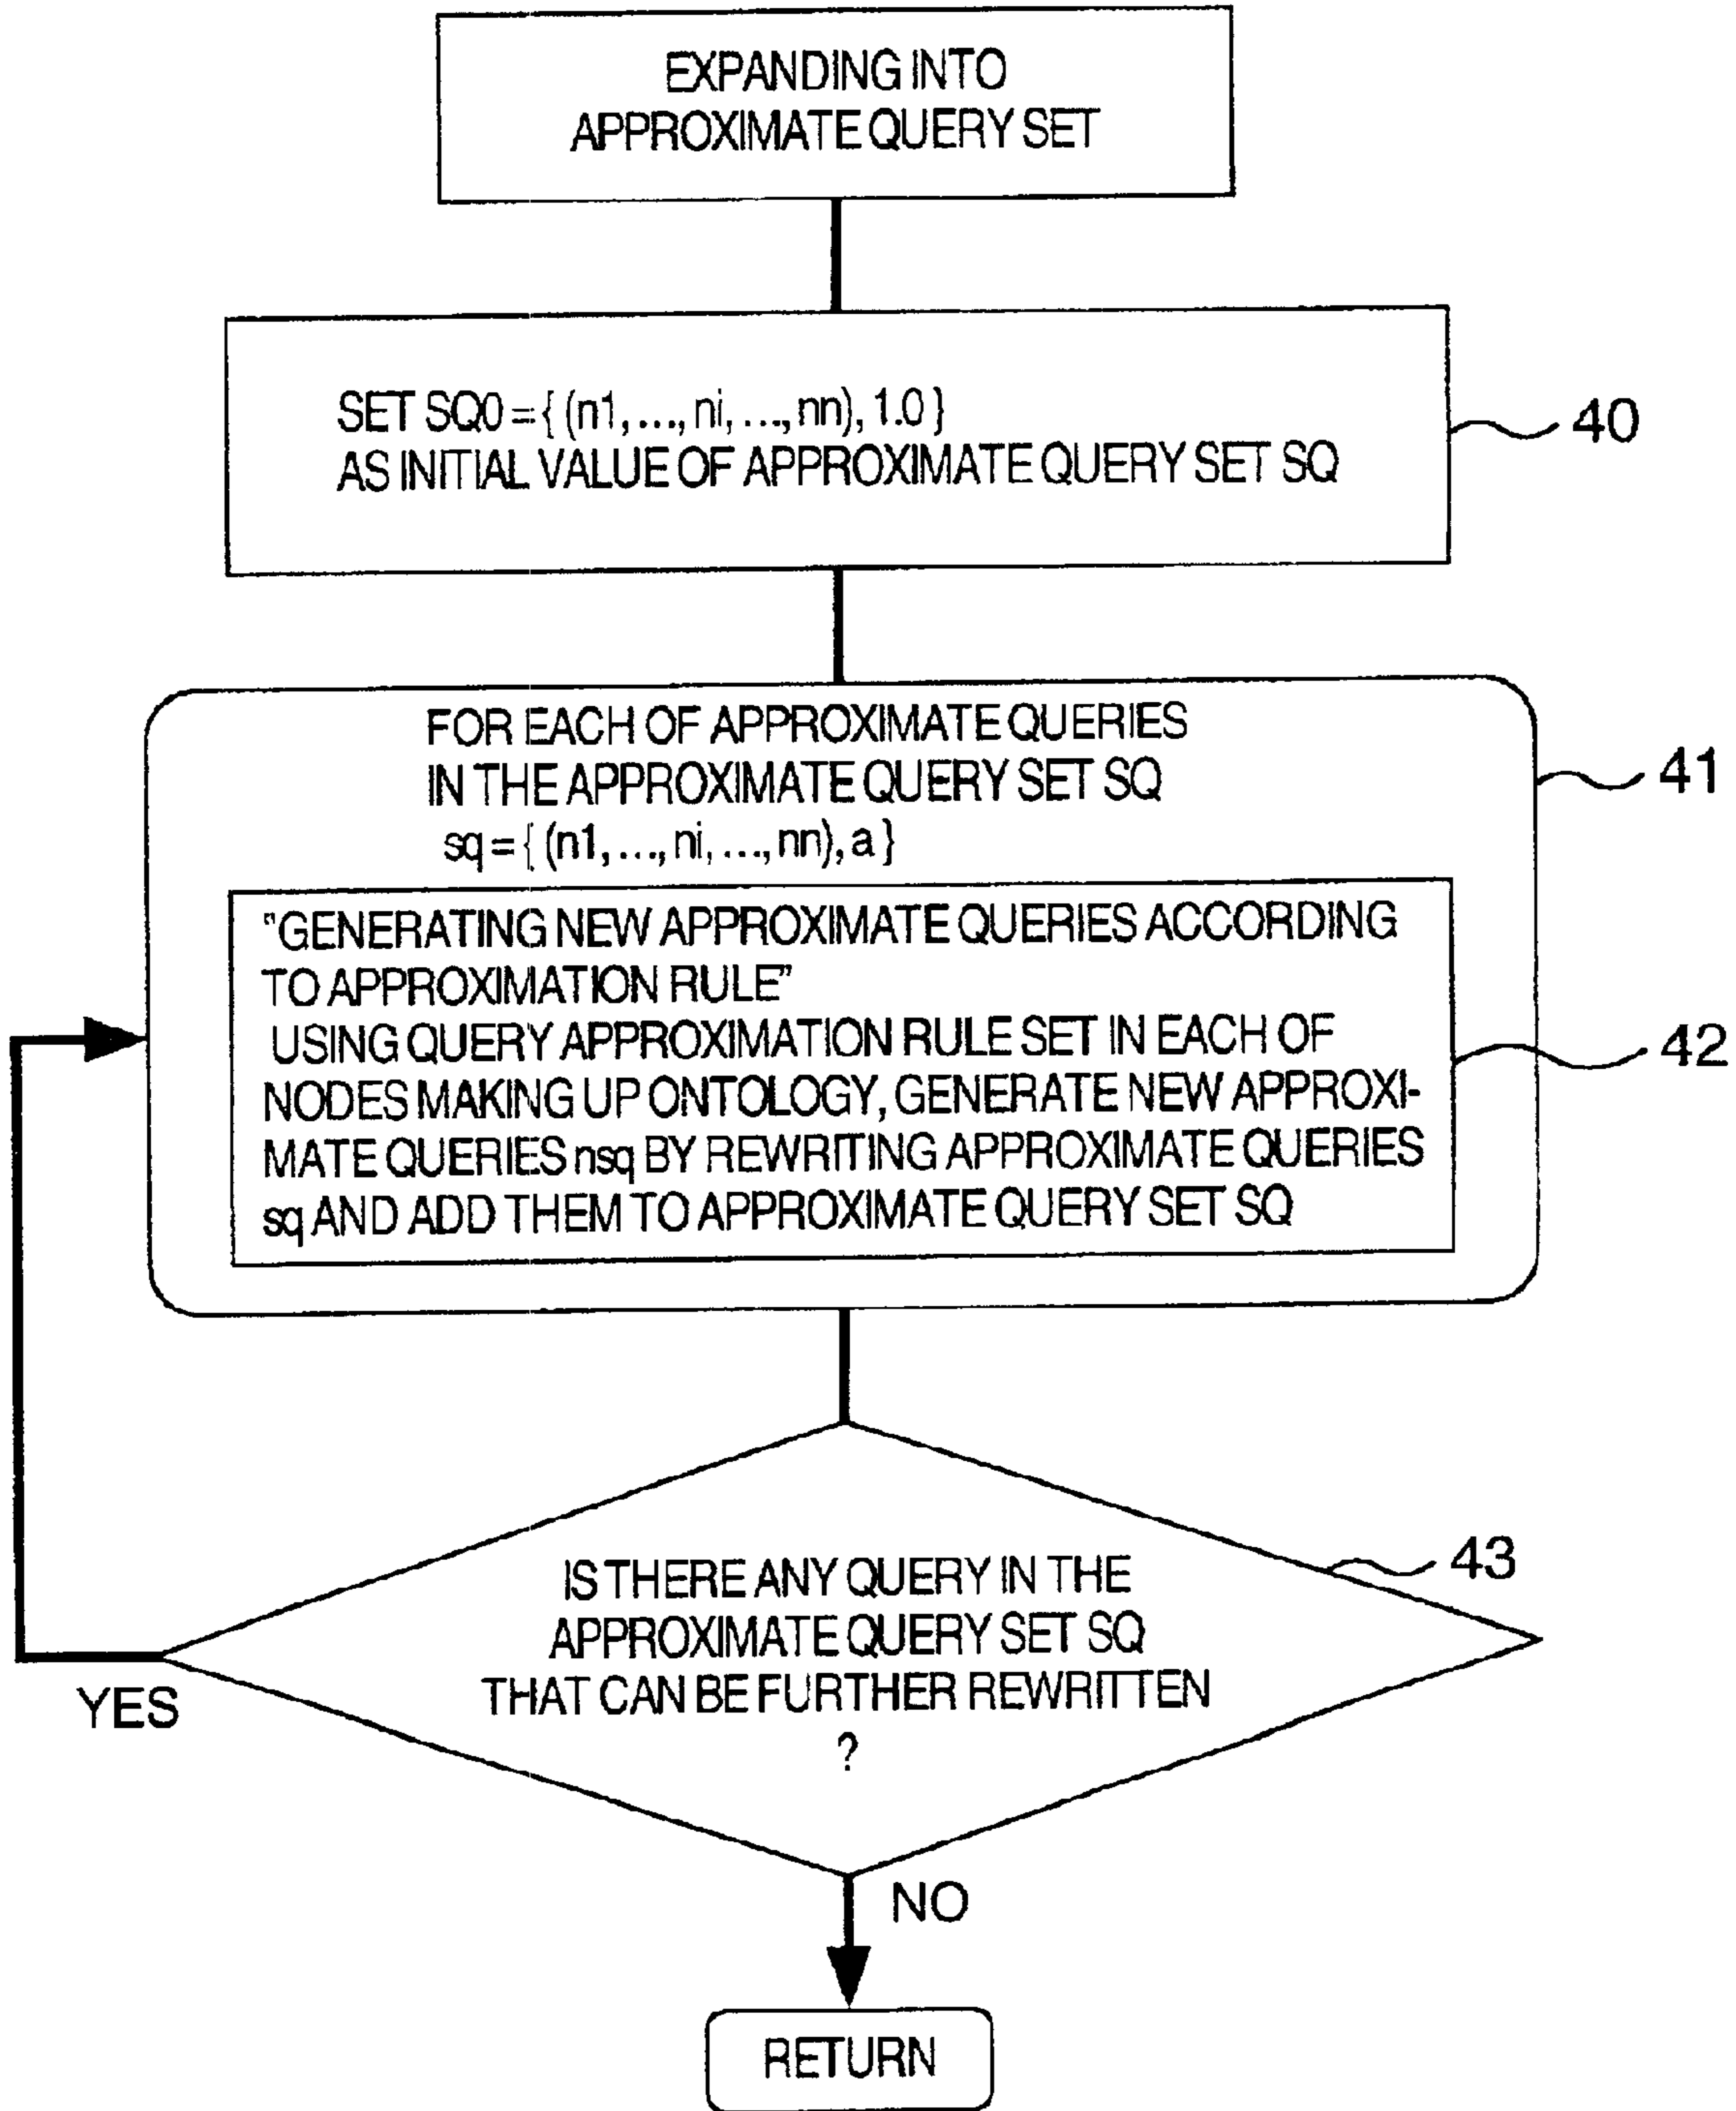 EXPANDING INTO
APPROXIMATE QUERY SET
SET SQ0 = { (n1, ..., ni, ..., nn), 1.0 }
AS INITIAL VALUE OF APPROXIMATE QUERY SET SQ
40
FOR EACH OF APPROXIMATE QUERIES
IN THE APPROXIMATE QUERY SET SQ
sq = { (n1, ..., ni, ..., nn), a }
41
"GENERATING NEW APPROXIMATE QUERIES ACCORDING
TO APPROXIMATION RULE"
USING QUERY APPROXIMATION RULE SET IN EACH OF
NODES MAKING UP ONTOLOGY, GENERATE NEW APPROXI-
MATE QUERIES nsq BY REWRITING APPROXIMATE QUERIES
sq AND ADD THEM TO APPROXIMATE QUERY SET SQ
42
IS THERE ANY QUERY IN THE
APPROXIMATE QUERY SET SQ
THAT CAN BE FURTHER REWRITTEN
?
43
YES
NO
RETURN